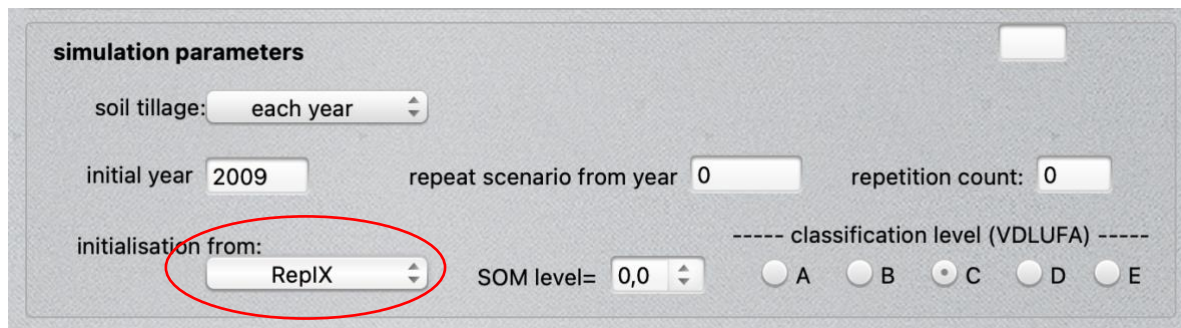 simulation parameters
soil tillage: each year
initial year 2009 repeat scenario from year 0 repetition count: 0
initialisation from: ----- classification level (VDLUFA) -----
ReplX SOM level= 0,0 A B C D E